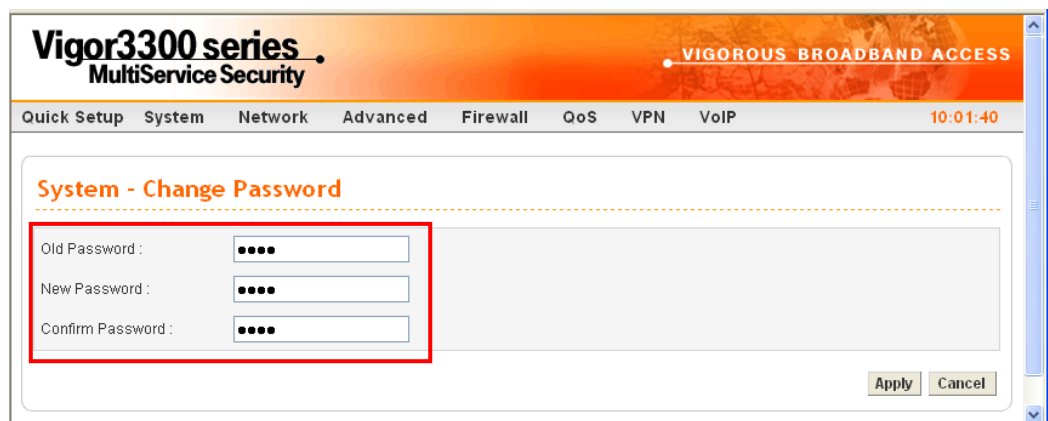 Vigor3300 series
MultiService Security
VIGOROUS BROADBAND ACCESS
Quick Setup System Network Advanced Firewall QoS VPN VoIP 10:01:40
System - Change Password
Old Password : ••••
New Password : ••••
Confirm Password : ••••
Apply Cancel